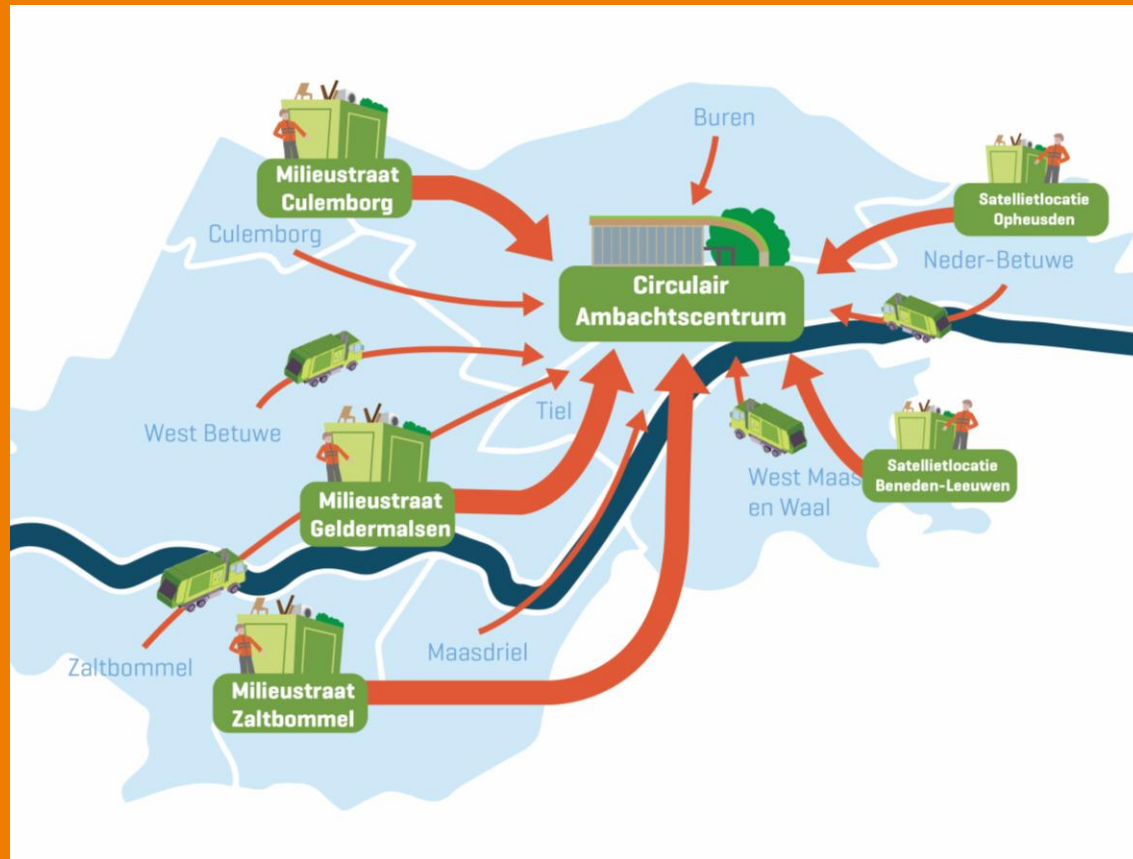 Buren
Milieustraat
Culemborg
Satellietlocatie
Opheusden
Culemborg
Neder-Betuwe
Circulair
Ambachtscentrum
Tiel
West Betuwe
West Maas
en Waal
Satellietlocatie
Beneden-Leeuwen
Milieustraat
Geldermalsen
Maasdriel
Zaltbommel
Milieustraat
Zaltbommel